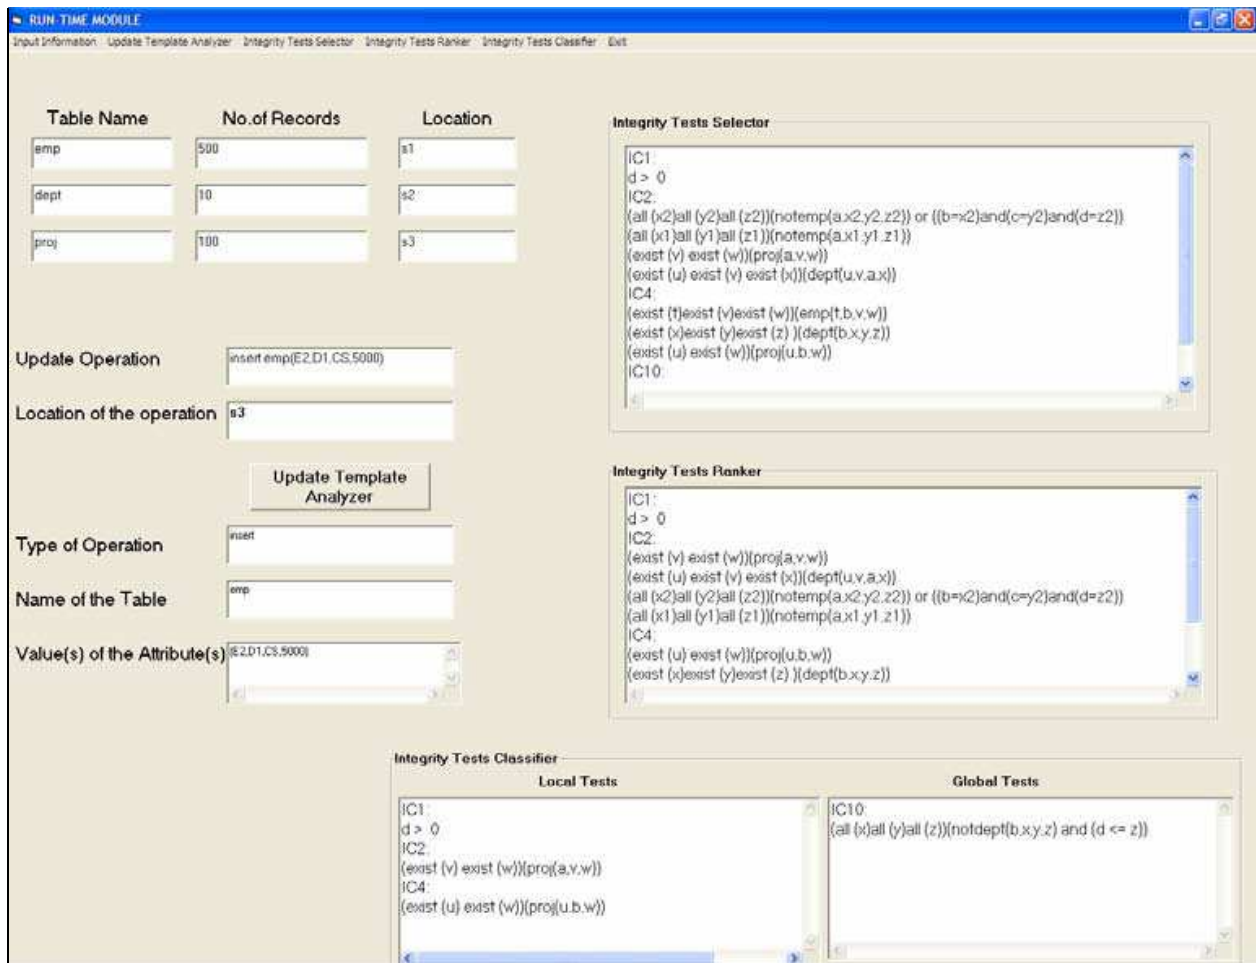 RUN-TIME MODULE
Input Information Update Template Analyzer Integrity Tests Selector Integrity Tests Ranker Integrity Tests Classifier Exit
Table Name No.of Records Location
emp 500 s1
dept 10 s2
proj 100 s3
Update Operation insert emp(E2,D1,CS,5000)
Location of the operation s3
Update Template
Analyzer
Type of Operation insert
Name of the Table emp
Value(s) of the Attribute(s) (E2,D1,CS,5000)
Integrity Tests Selector
IC1:
d > 0
IC2:
(all (x2)all (y2)all (z2))(notemp(a,x2,y2,z2)) or ((b=x2)and(c=y2)and(d=z2))
(all (x1)all (y1)all (z1))(notemp(a,x1,y1,z1))
(exist (v) exist (w))(proj(a,v,w))
(exist (u) exist (v) exist (x))(dept(u,v,a,x))
IC4:
(exist (t)exist (v)exist (w))(emp(t,b,v,w))
(exist (x)exist (y)exist (z) )(dept(b,x,y,z))
(exist (u) exist (w))(proj(u,b,w))
IC10:
Integrity Tests Ranker
IC1:
d > 0
IC2:
(exist (v) exist (w))(proj(a,v,w))
(exist (u) exist (v) exist (x))(dept(u,v,a,x))
(all (x2)all (y2)all (z2))(notemp(a,x2,y2,z2)) or ((b=x2)and(c=y2)and(d=z2))
(all (x1)all (y1)all (z1))(notemp(a,x1,y1,z1))
IC4:
(exist (u) exist (w))(proj(u,b,w))
(exist (x)exist (y)exist (z) )(dept(b,x,y,z))
Integrity Tests Classifier
Local Tests
IC1:
d > 0
IC2:
(exist (v) exist (w))(proj(a,v,w))
IC4:
(exist (u) exist (w))(proj(u,b,w))
Global Tests
IC10:
(all (x)all (y)all (z))(notdept(b,x,y,z) and (d <= z))